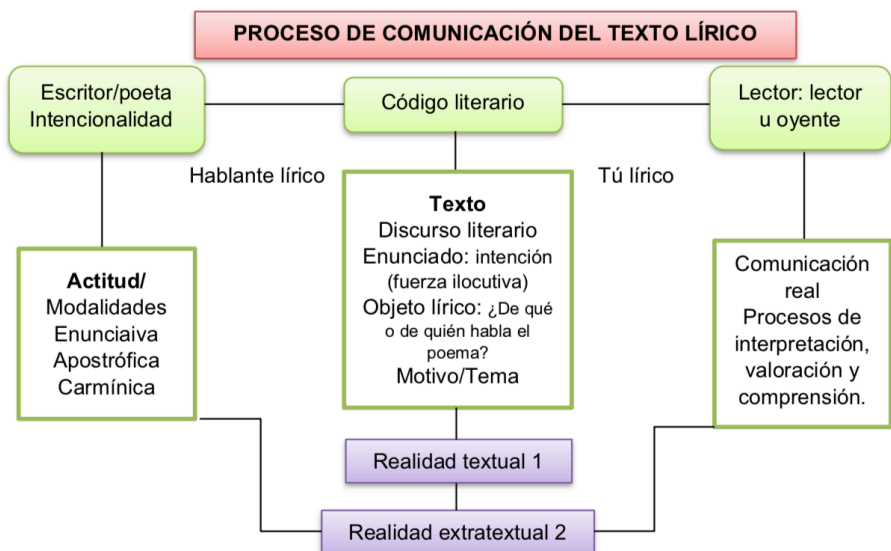 PROCESO DE COMUNICACIÓN DEL TEXTO LÍRICO
Escritor/poeta
Intencionalidad
Código literario
Lector: lector
u oyente
Hablante lírico
Tú lírico
Actitud/
Modalidades
Enunciaiva
Apostrófica
Carmínica
Texto
Discurso literario
Enunciado: intención
(fuerza ilocutiva)
Objeto lírico: ¿De qué
o de quién habla el
poema?
Motivo/Tema
Comunicación
real
Procesos de
interpretación,
valoración y
comprensión.
Realidad textual 1
Realidad extratextual 2